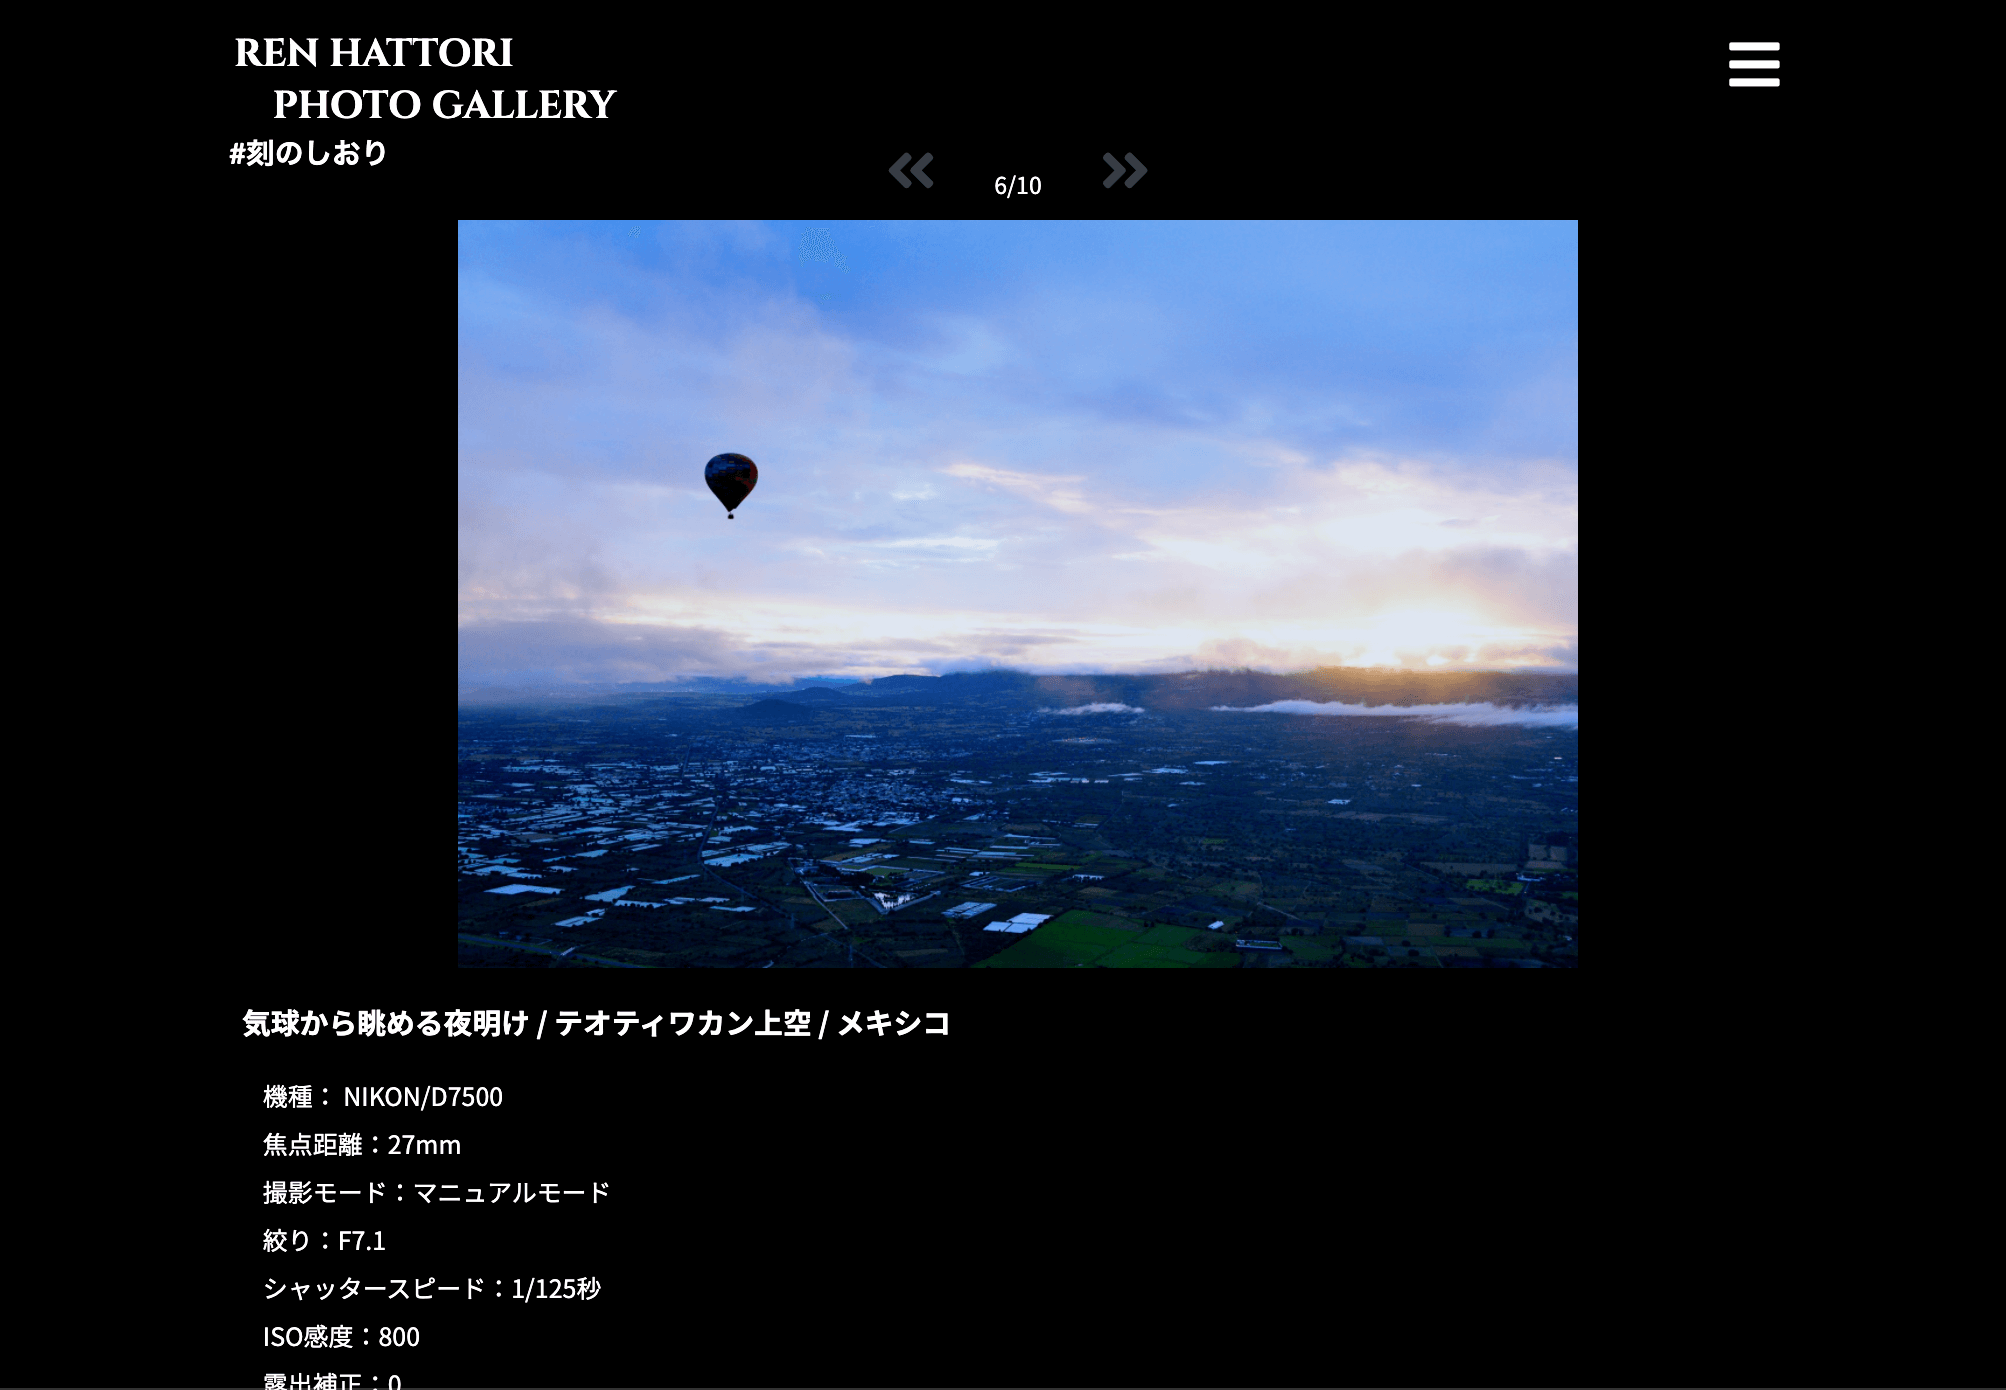 REN HATTORI
PHOTO GALLERY
#刻のしおり
6/10
気球から眺める夜明け / テオティワカン上空 / メキシコ
機種： NIKON/D7500
焦点距離：27mm
撮影モード：マニュアルモード
絞り：F7.1
シャッタースピード：1/125秒
ISO感度：800
露出補正：0